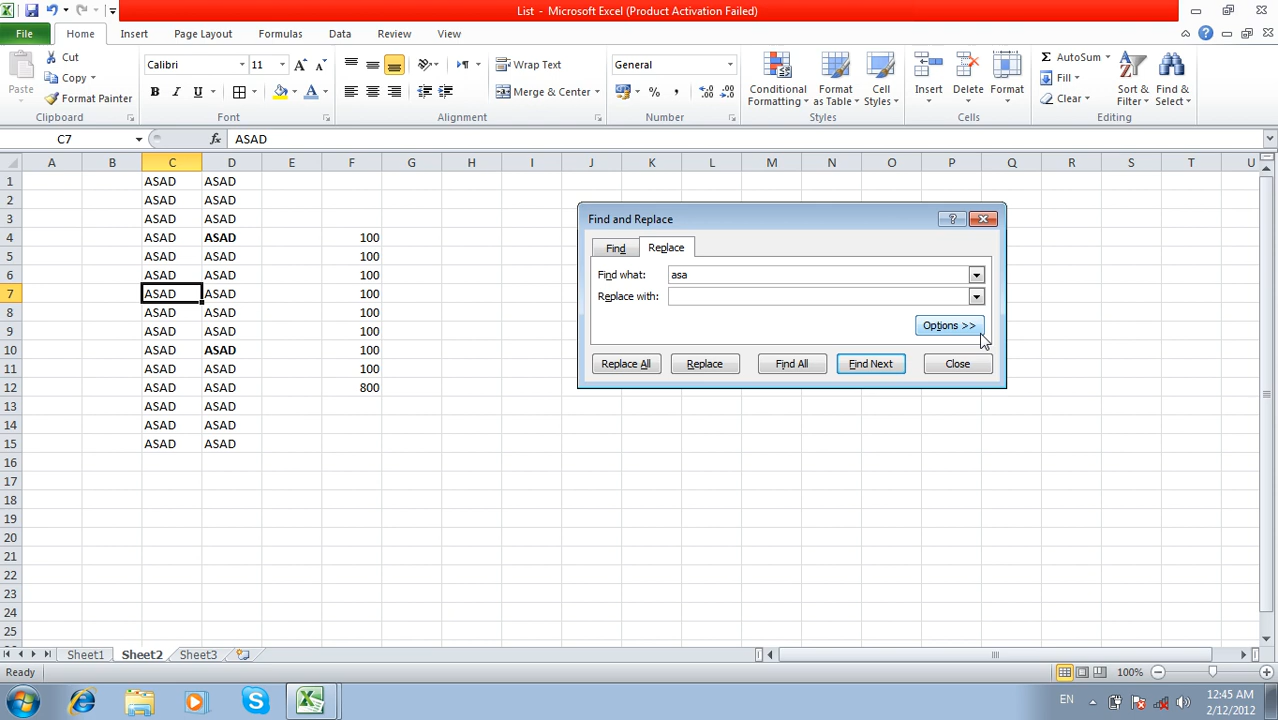 List - Microsoft Excel (Product Activation Failed)
File Home Insert Page Layout Formulas Data Review View
Paste
Cut
Copy
Format Painter
Clipboard
Calibri 11
B I U
Font
Wrap Text
Merge & Center
Alignment
General
Number
Conditional Formatting
Format as Table
Cell Styles
Styles
Insert
Delete
Format
Cells
AutoSum
Fill
Clear
Sort & Filter
Find & Select
Editing
C7 fx ASAD
A B C D E F G H I J K L M N O P Q R S T U
1 ASAD ASAD
2 ASAD ASAD
3 ASAD ASAD
4 ASAD ASAD 100
5 ASAD ASAD 100
6 ASAD ASAD 100
7 ASAD ASAD 100
8 ASAD ASAD 100
9 ASAD ASAD 100
10 ASAD ASAD 100
11 ASAD ASAD 100
12 ASAD ASAD 800
13 ASAD ASAD
14 ASAD ASAD
15 ASAD ASAD
16
17
18
19
20
21
22
23
24
25
Find and Replace
Find Replace
Find what: asa
Replace with:
Options >>
Replace All Replace Find All Find Next Close
Sheet1 Sheet2 Sheet3
Ready 100%
EN 12:45 AM
2/12/2012